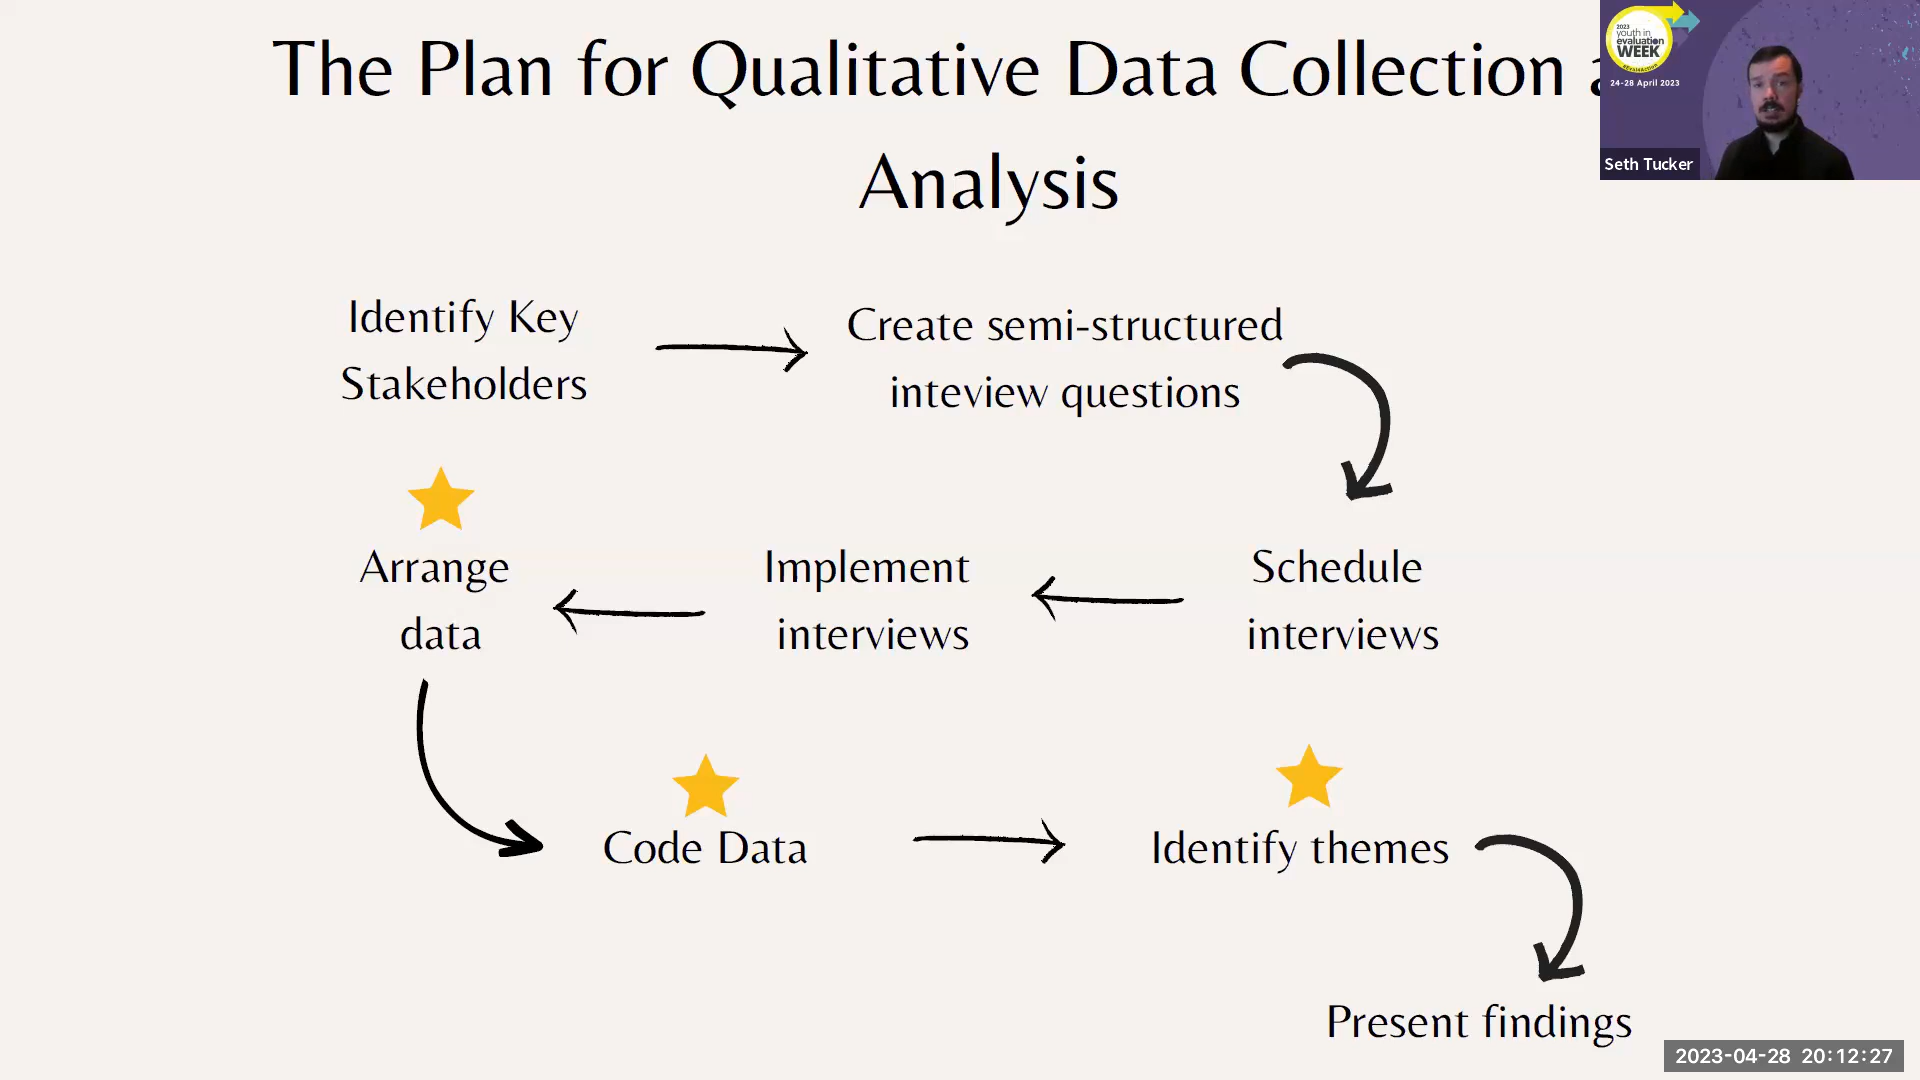 The Plan for Qualitative Data Collection a
Analysis
2023
youth in
evaluation
WEEK
24-28 April 2023
Seth Tucker
Identify Key
Stakeholders
Create semi-structured
inteview questions
Arrange
data
Implement
interviews
Schedule
interviews
Code Data
Identify themes
Present findings
2023-04-28 20:12:27